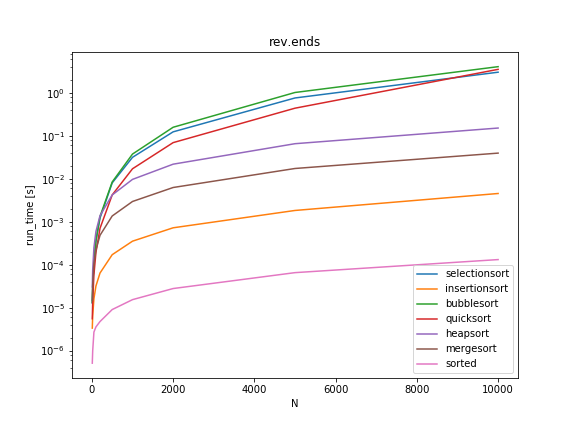 rev.ends
run_time [s]
10⁰
10⁻¹
10⁻²
10⁻³
10⁻⁴
10⁻⁵
10⁻⁶
0 2000 4000 6000 8000 10000
N
selectionsort
insertionsort
bubblesort
quicksort
heapsort
mergesort
sorted